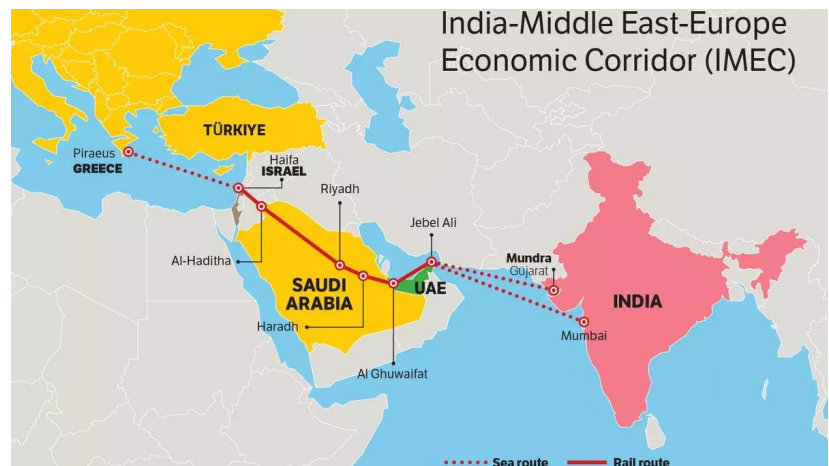 India-Middle East-Europe
Economic Corridor (IMEC)
TÜRKIYE
Piraeus
GREECE
Haifa
ISRAEL
Riyadh
Jebel Ali
Al-Haditha
Mundra
Gujarat
SAUDI
ARABIA
UAE
INDIA
Haradh
Mumbai
Al Ghuwaifat
Sea route
Rail route